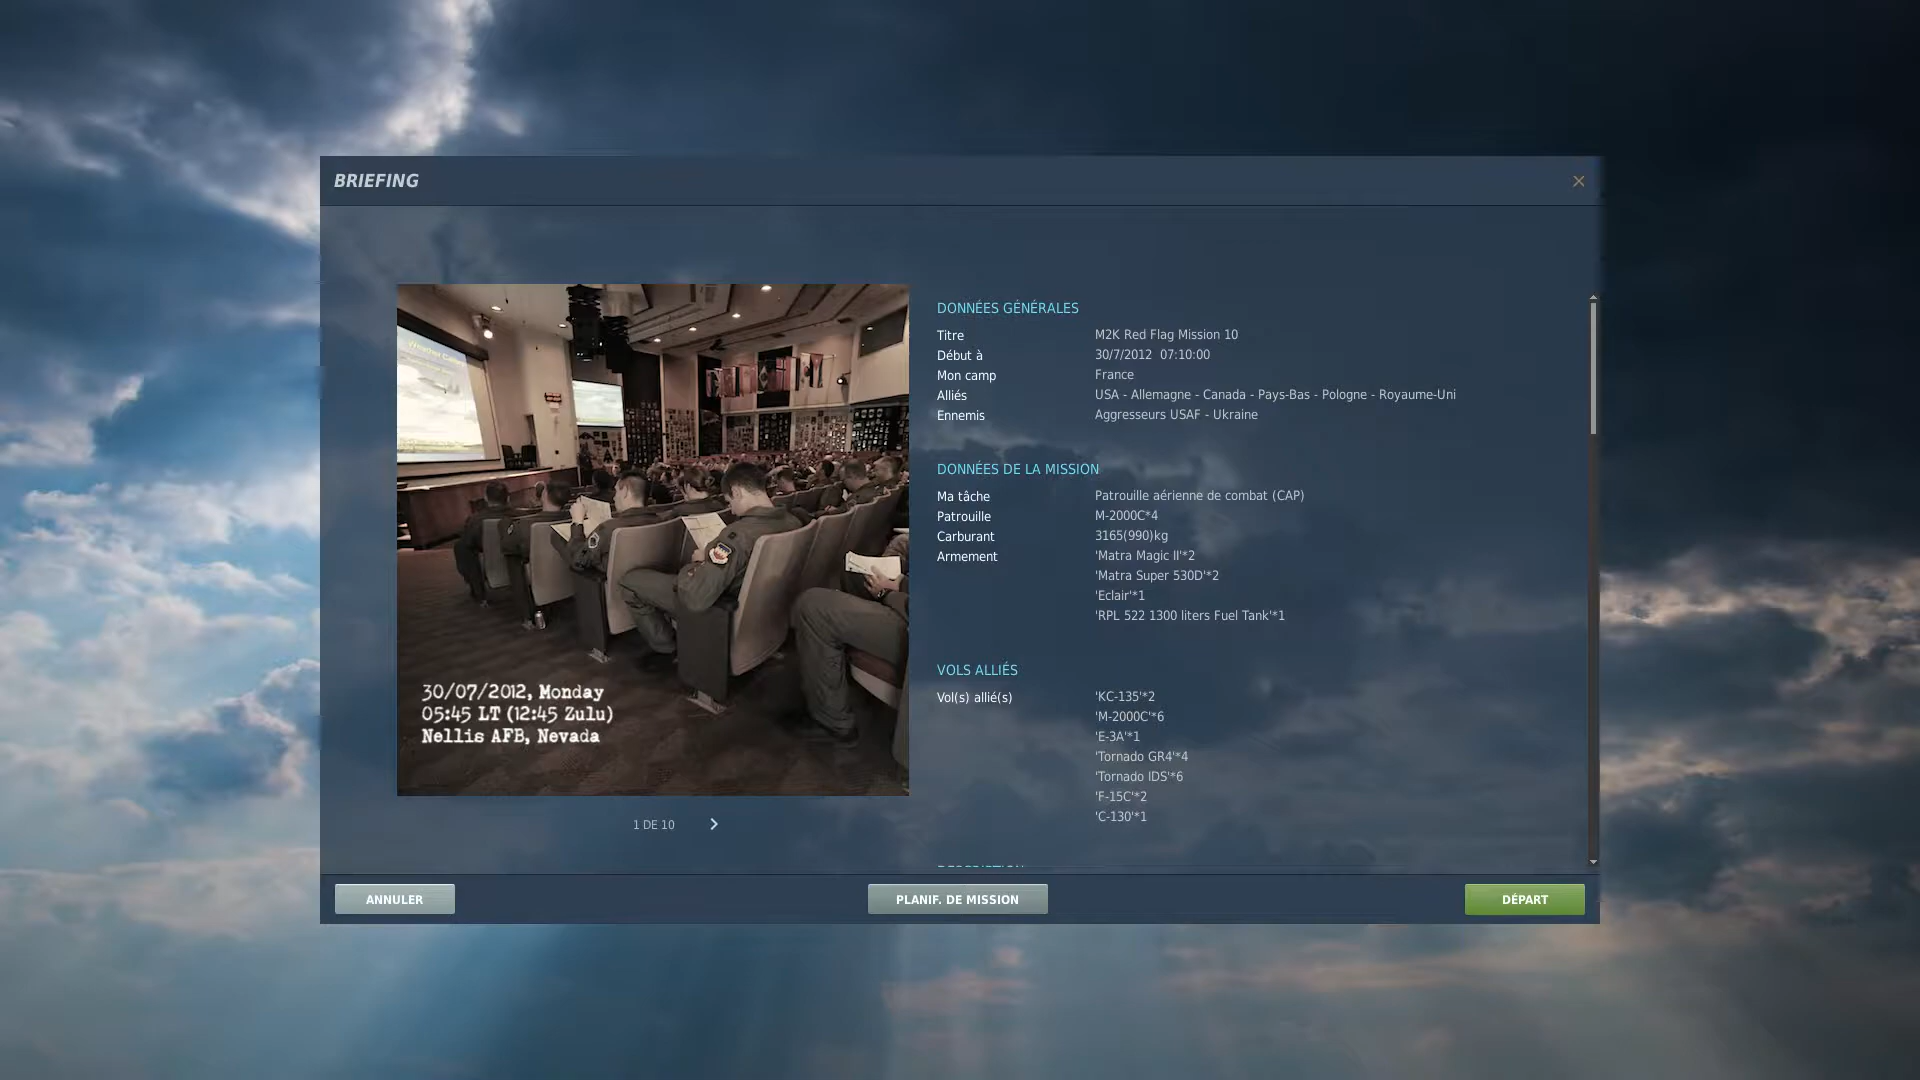 BRIEFING
DONNÉES GÉNÉRALES
Titre M2K Red Flag Mission 10
Début à 30/7/2012 07:10:00
Mon camp France
Alliés USA - Allemagne - Canada - Pays-Bas - Pologne - Royaume-Uni
Ennemis Aggresseurs USAF - Ukraine
DONNÉES DE LA MISSION
Ma tâche Patrouille aérienne de combat (CAP)
Patrouille M-2000C*4
Carburant 3165(990)kg
Armement 'Matra Magic II'*2
'Matra Super 530D'*2
'Eclair'*1
'RPL 522 1300 liters Fuel Tank'*1
VOLS ALLIÉS
Vol(s) allié(s) 'KC-135'*2
'M-2000C'*6
'E-3A'*1
'Tornado GR4'*4
'Tornado IDS'*6
'F-15C'*2
'C-130'*1
30/07/2012, Monday
05:45 LT (12:45 Zulu)
Nellis AFB, Nevada
1 DE 10
ANNULER
PLANIF. DE MISSION
DÉPART